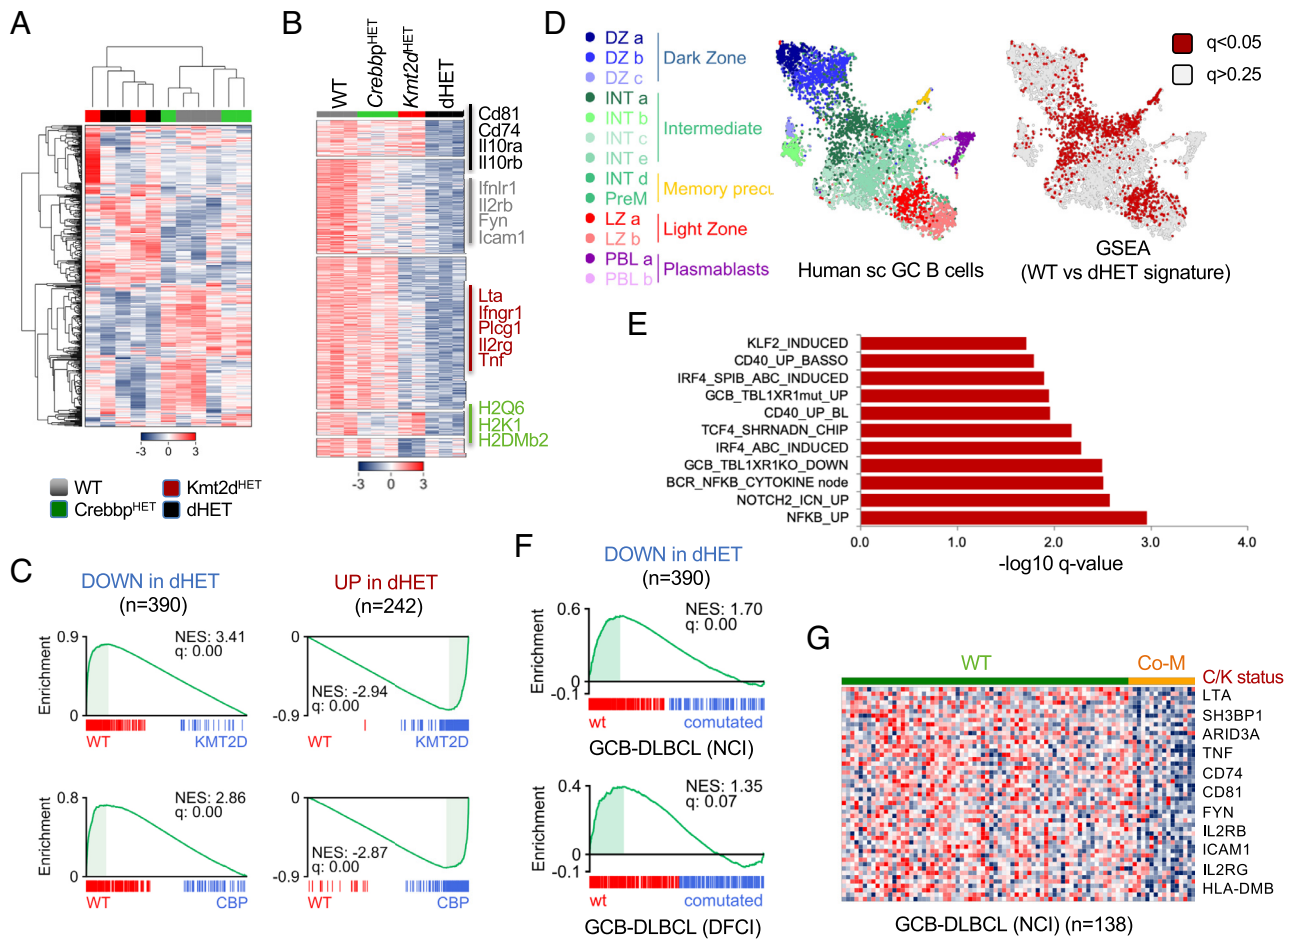 A
-3 0 3
WT
Kmt2dHET
CrebbpHET
dHET
B
WT
CrebbpHET
Kmt2dHET
dHET
Cd81
Cd74
Il10ra
Il10rb
Ifnlr1
Il2rb
Fyn
Icam1
Lta
Ifngr1
Plcg1
Il2rg
Tnf
H2Q6
H2K1
H2DMb2
-3 0 3
C
DOWN in dHET
(n=390)
UP in dHET
(n=242)
Enrichment
0.9
0
NES: 3.41
q: 0.00
WT
KMT2D
Enrichment
0
-0.9
NES: -2.94
q: 0.00
WT
KMT2D
Enrichment
0.8
0
NES: 2.86
q: 0.00
WT
CBP
Enrichment
0
-0.9
NES: -2.87
q: 0.00
WT
CBP
D
DZ a
DZ b
DZ c
Dark Zone
INT a
INT b
INT c
INT e
INT d
PreM
Intermediate
Memory precu
LZ a
LZ b
Light Zone
PBL a
PBL b
Plasmablasts
Human sc GC B cells
q<0.05
q>0.25
GSEA
(WT vs dHET signature)
E
KLF2_INDUCED
CD40_UP_BASSO
IRF4_SPIB_ABC_INDUCED
GCB_TBL1XR1mut_UP
CD40_UP_BL
TCF4_SHRNADN_CHIP
IRF4_ABC_INDUCED
GCB_TBL1XR1KO_DOWN
BCR_NFKB_CYTOKINE node
NOTCH2_ICN_UP
NFKB_UP
0.0 1.0 2.0 3.0 4.0
-log10 q-value
F
DOWN in dHET
(n=390)
Enrichment
0.6
0
-0.1
NES: 1.70
q: 0.00
wt
comutated
GCB-DLBCL (NCI)
Enrichment
0.4
0
-0.1
NES: 1.35
q: 0.07
wt
comutated
GCB-DLBCL (DFCI)
G
WT
Co-M
C/K status
LTA
SH3BP1
ARID3A
TNF
CD74
CD81
FYN
IL2RB
ICAM1
IL2RG
HLA-DMB
GCB-DLBCL (NCI) (n=138)